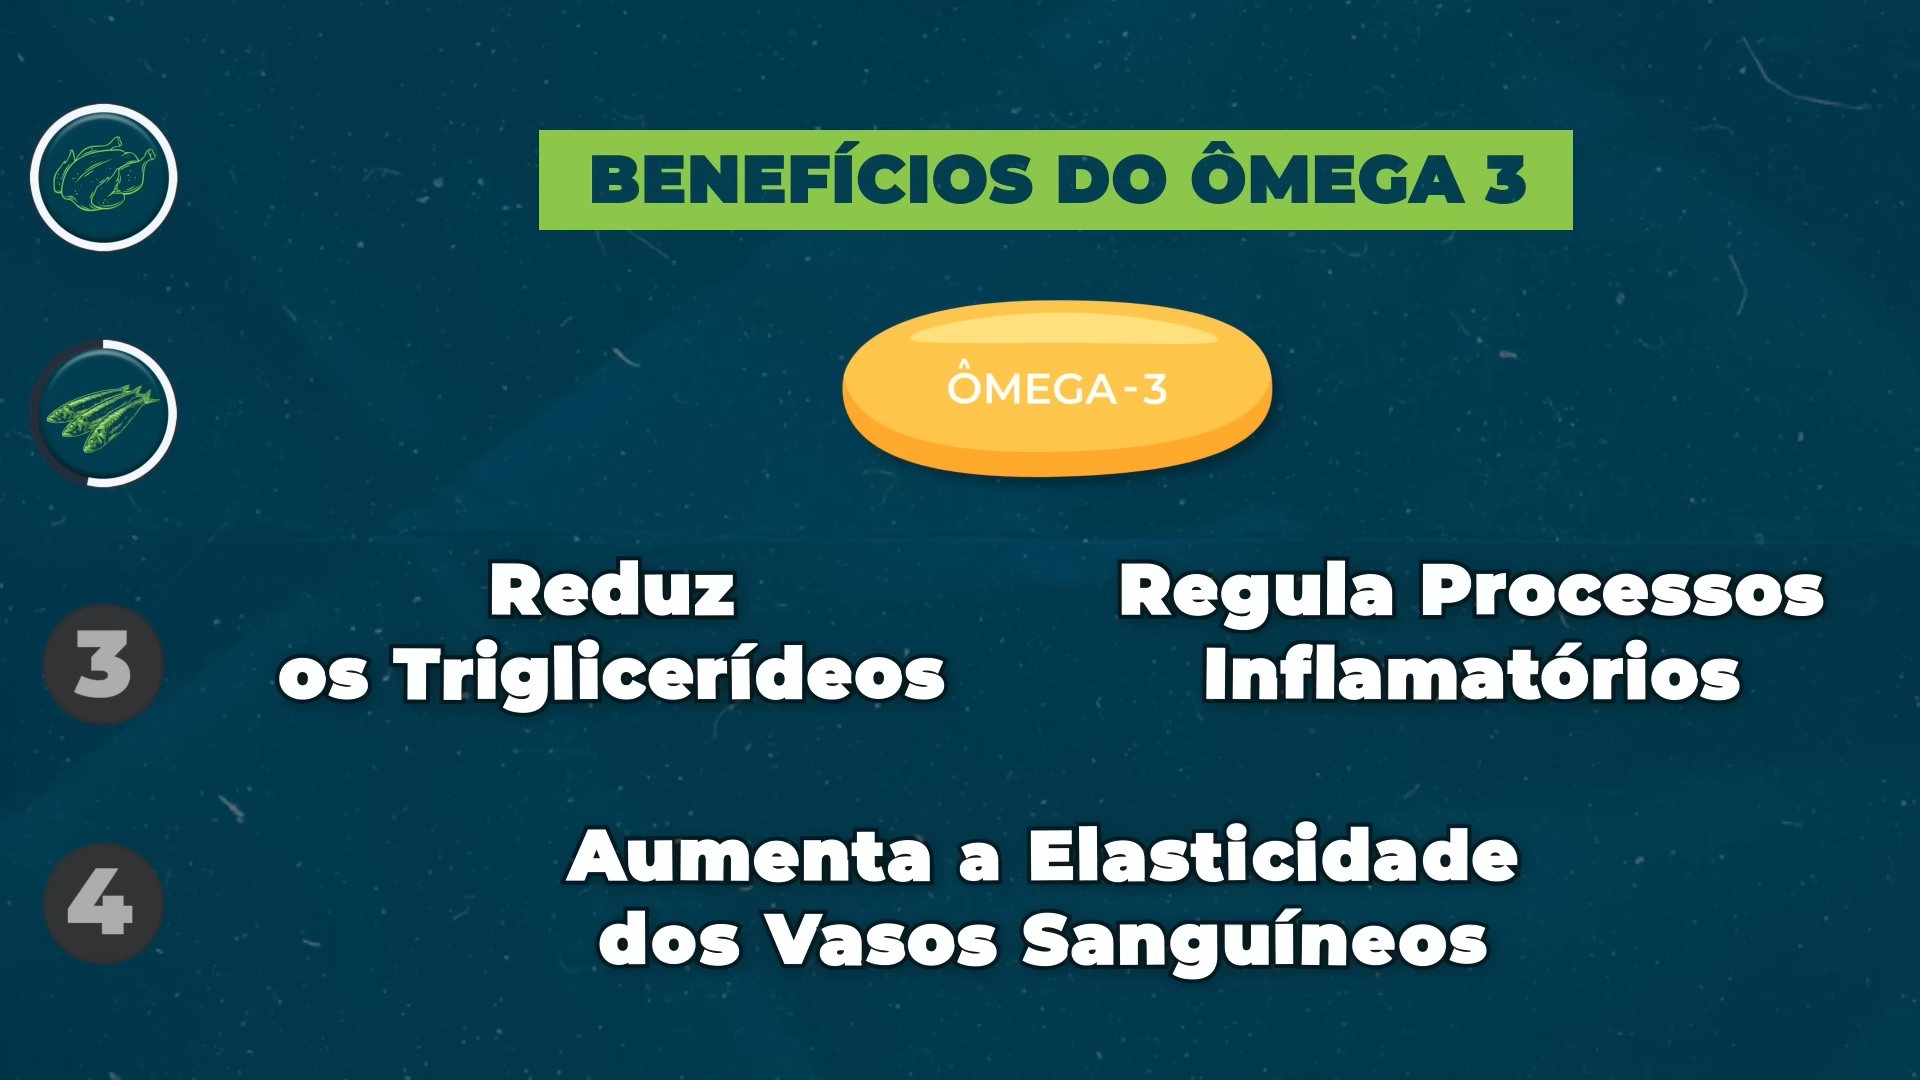 BENEFÍCIOS DO ÔMEGA 3
ÔMEGA-3
Reduz
os Triglicerídeos
Regula Processos
Inflamatórios
3
Aumenta a Elasticidade
dos Vasos Sanguíneos
4